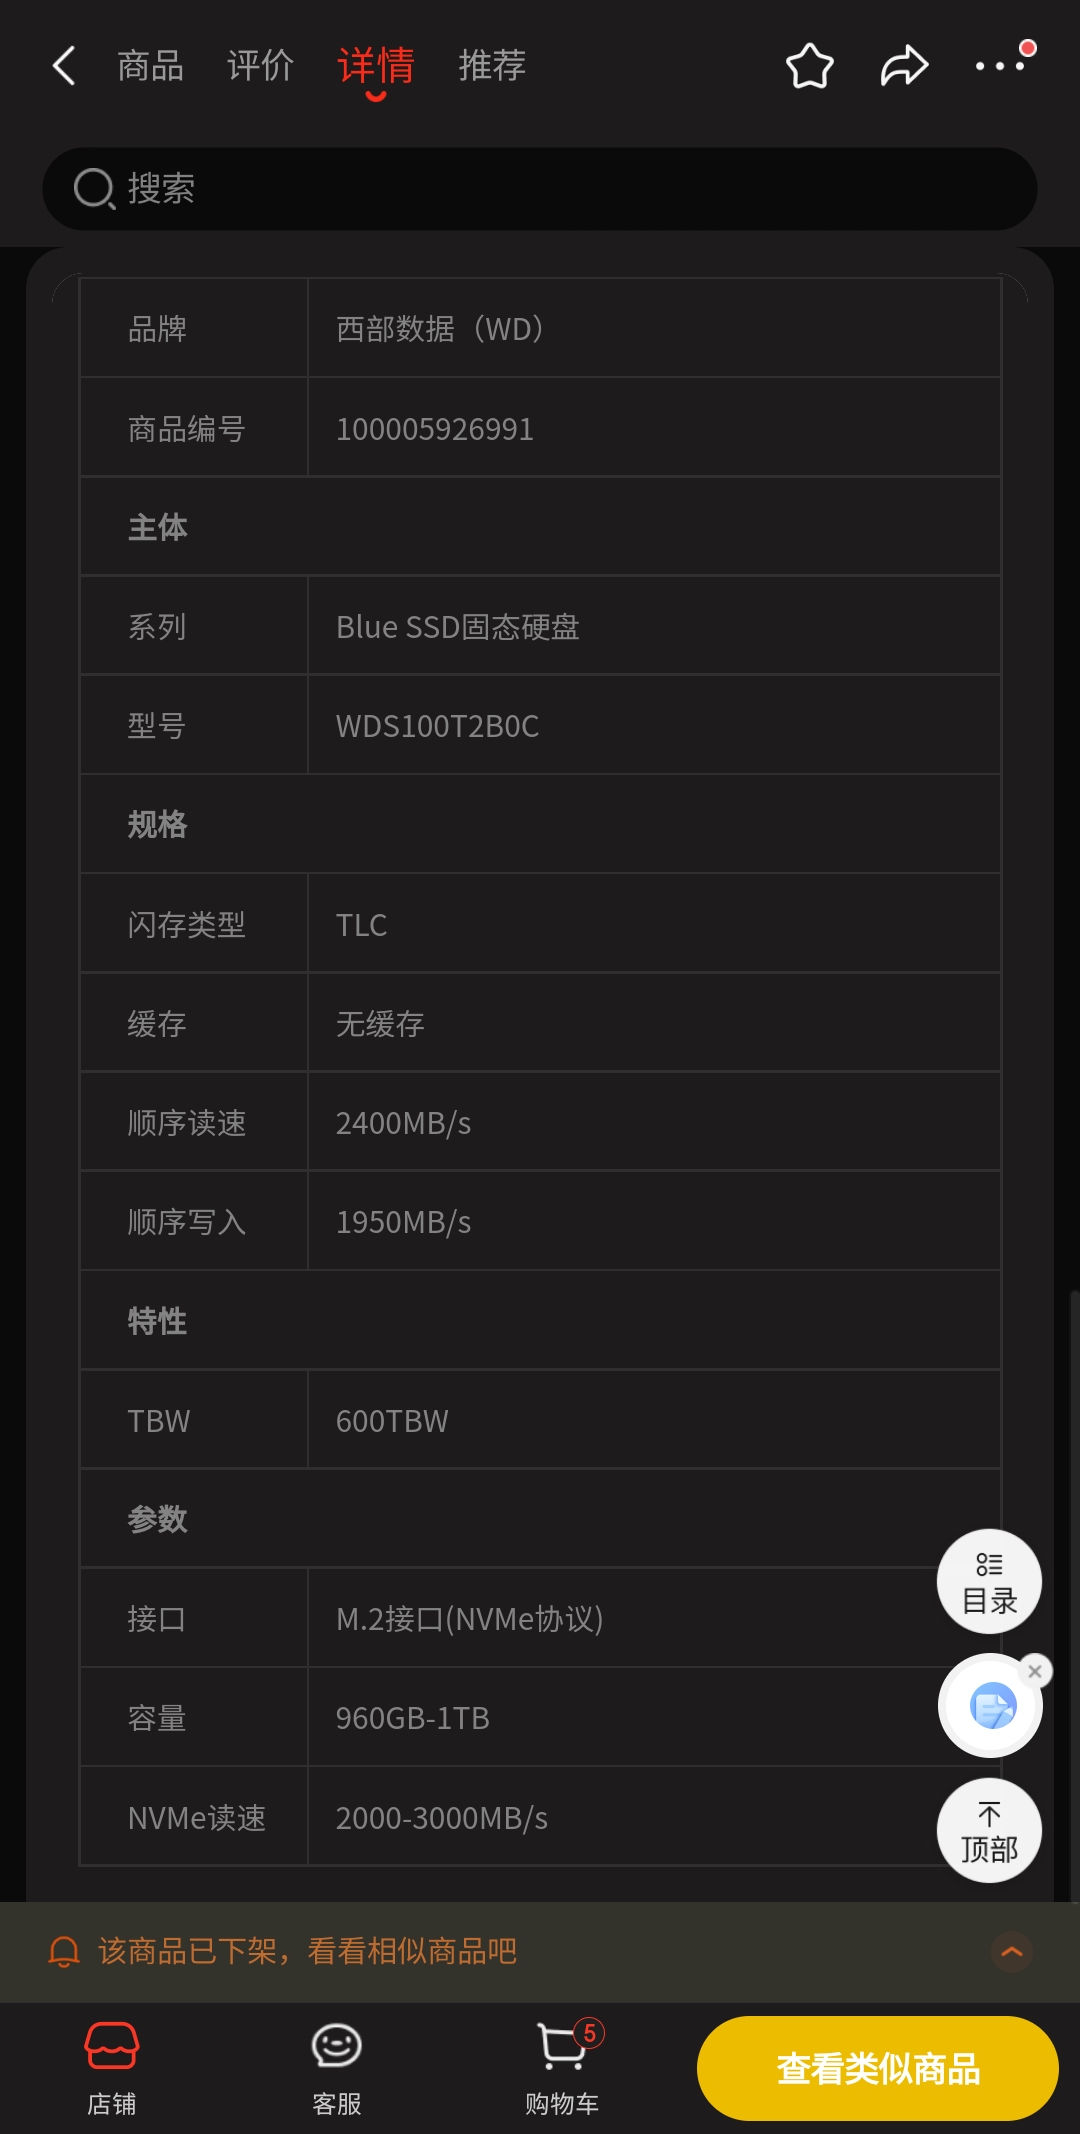 商品 评价 详情 推荐
搜索
品牌 西部数据（WD）
商品编号 100005926991
主体
系列 Blue SSD固态硬盘
型号 WDS100T2B0C
规格
闪存类型 TLC
缓存 无缓存
顺序读速 2400MB/s
顺序写入 1950MB/s
特性
TBW 600TBW
参数
目录
接口 M.2接口(NVMe协议)
容量 960GB-1TB
NVMe读速 2000-3000MB/s
顶部
该商品已下架，看看相似商品吧
5
店铺 客服 购物车 查看类似商品